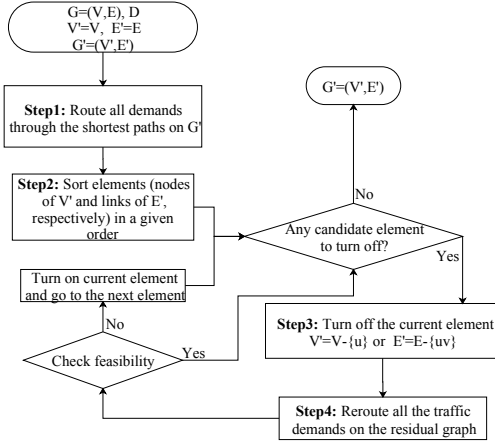 G=(V,E), D
V'=V, E'=E
G'=(V',E')
Step1: Route all demands
through the shortest paths on G'
Step2: Sort elements (nodes
of V' and links of E',
respectively) in a given
order
Turn on current element
and go to the next element
No
Check feasibility
Yes
G'=(V',E')
No
Any candidate element
to turn off?
Yes
Step3: Turn off the current element
V'=V-{u} or E'=E-{uv}
Step4: Reroute all the traffic
demands on the residual graph